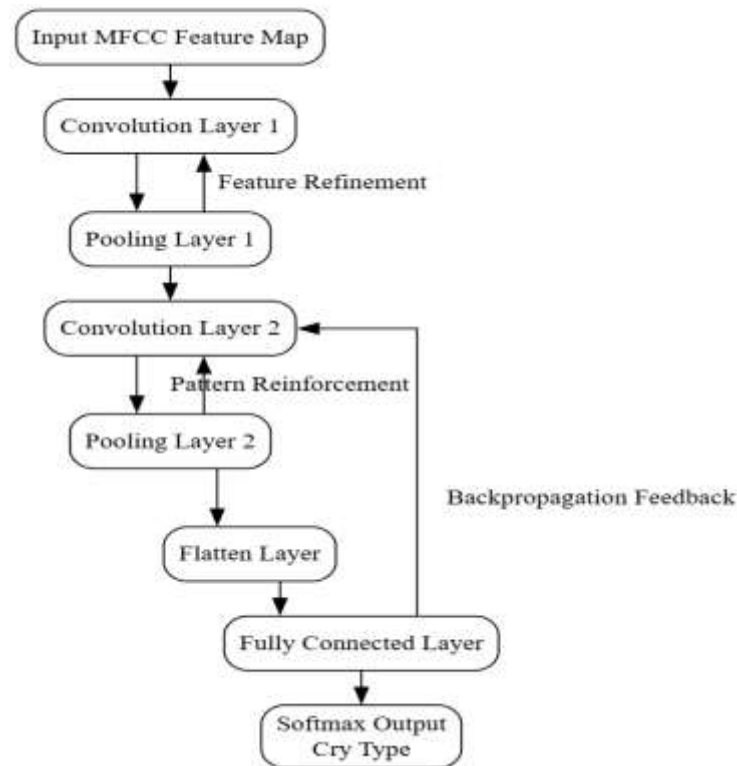 Input MFCC Feature Map
Convolution Layer 1
Feature Refinement
Pooling Layer 1
Convolution Layer 2
Pattern Reinforcement
Pooling Layer 2
Backpropagation Feedback
Flatten Layer
Fully Connected Layer
Softmax Output
Cry Type